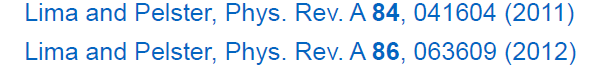 Lima and Pelster, Phys. Rev. A 84, 041604 (2011)
Lima and Pelster, Phys. Rev. A 86, 063609 (2012)